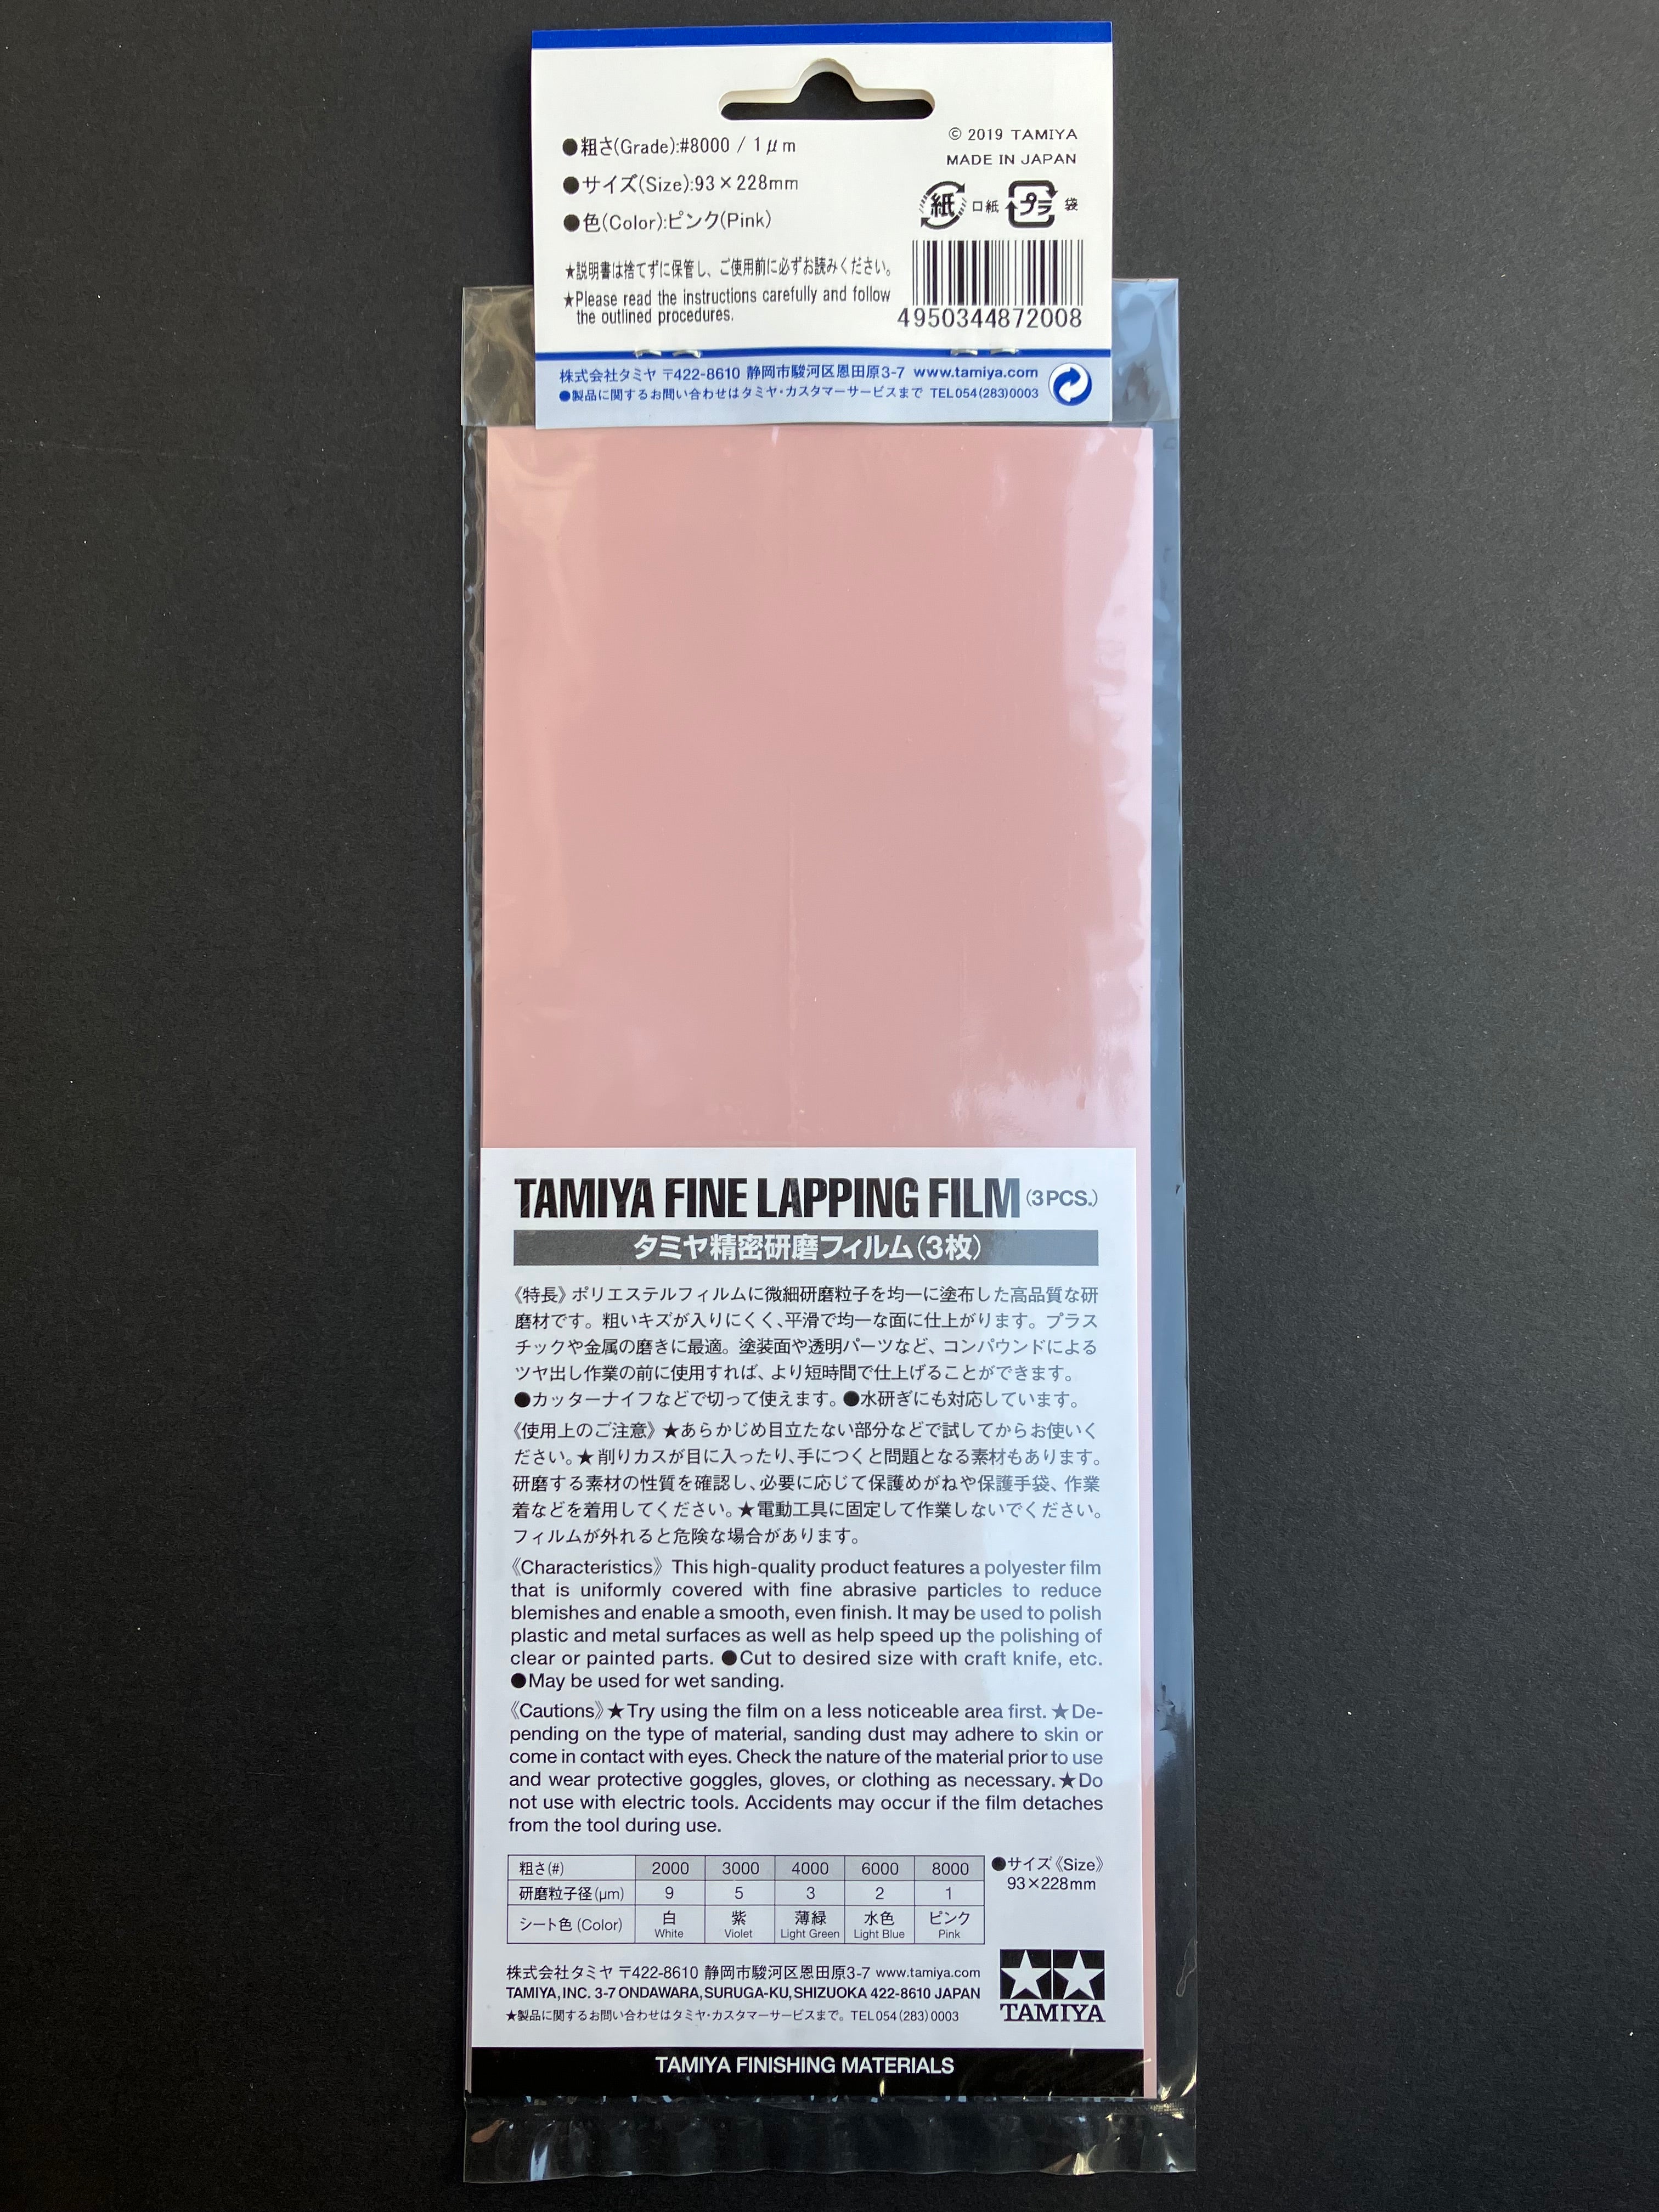 ●粗さ(Grade):#8000 / 1μm
●サイズ(Size):93×228mm
●色(Color):ピンク(Pink)
© 2019 TAMIYA
MADE IN JAPAN
紙 口紙 プラ 袋
★説明書は捨てずに保管し、ご使用前に必ずお読みください。
★Please read the instructions carefully and follow
the outlined procedures.
4950344872008
株式会社タミヤ 〒422-8610 静岡市駿河区恩田原3-7 www.tamiya.com
●製品に関するお問い合わせはタミヤ・カスタマーサービスまで TEL054(283)0003
TAMIYA FINE LAPPING FILM (3PCS.)
タミヤ精密研磨フィルム(3枚)
《特長》ポリエステルフィルムに微細研磨粒子を均一に塗布した高品質な研
磨材です。粗いキズが入りにくく、平滑で均一な面に仕上がります。プラス
チックや金属の磨きに最適。塗装面や透明パーツなど、コンパウンドによる
ツヤ出し作業の前に使用すれば、より短時間で仕上げることができます。
●カッターナイフなどで切って使えます。●水研ぎにも対応しています。
《使用上のご注意》★あらかじめ目立たない部分などで試してからお使いく
ださい。★削りカスが目に入ったり、手につくと問題となる素材もあります。
研磨する素材の性質を確認し、必要に応じて保護めがねや保護手袋、作業
着などを着用してください。★電動工具に固定して作業しないでください。
フィルムが外れると危険な場合があります。
《Characteristics》This high-quality product features a polyester film
that is uniformly covered with fine abrasive particles to reduce
blemishes and enable a smooth, even finish. It may be used to polish
plastic and metal surfaces as well as help speed up the polishing of
clear or painted parts. ●Cut to desired size with craft knife, etc.
●May be used for wet sanding.
《Cautions》★Try using the film on a less noticeable area first. ★De-
pending on the type of material, sanding dust may adhere to skin or
come in contact with eyes. Check the nature of the material prior to use
and wear protective goggles, gloves, or clothing as necessary.★Do
not use with electric tools. Accidents may occur if the film detaches
from the tool during use.
粗さ(#) 2000 3000 4000 6000 8000
研磨粒子径(μm) 9 5 3 2 1
シート色 (Color) 白 紫 薄緑 水色 ピンク
White Violet Light Green Light Blue Pink
●サイズ《Size》
93×228mm
株式会社タミヤ 〒422-8610 静岡市駿河区恩田原3-7 www.tamiya.com
TAMIYA, INC. 3-7 ONDAWARA, SURUGA-KU, SHIZUOKA 422-8610 JAPAN
★製品に関するお問い合わせはタミヤ・カスタマーサービスまで。TEL054(283)0003
TAMIYA
TAMIYA FINISHING MATERIALS